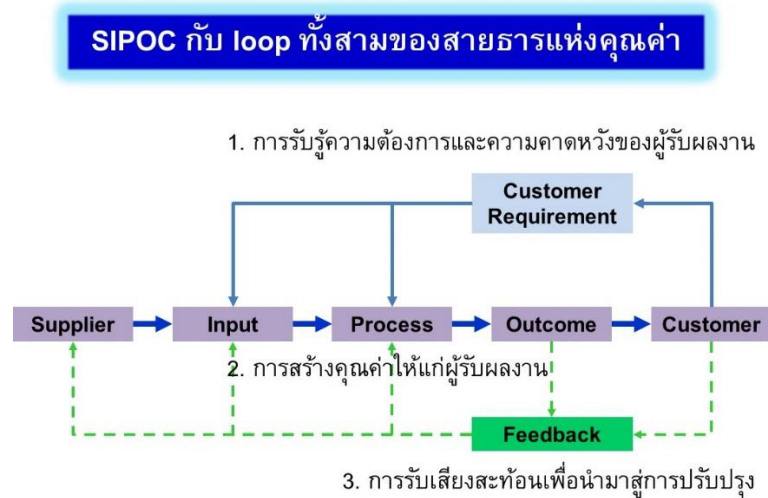 SIPOC กับ loop ทั้งสามของสายธารแห่งคุณค่า
1. การรับรู้ความต้องการและความคาดหวังของผู้รับผลงาน
Customer
Requirement
Supplier
Input
Process
Outcome
Customer
2. การสร้างคุณค่าให้แก่ผู้รับผลงาน
Feedback
3. การรับเสียงสะท้อนเพื่อนำมาสู่การปรับปรุง